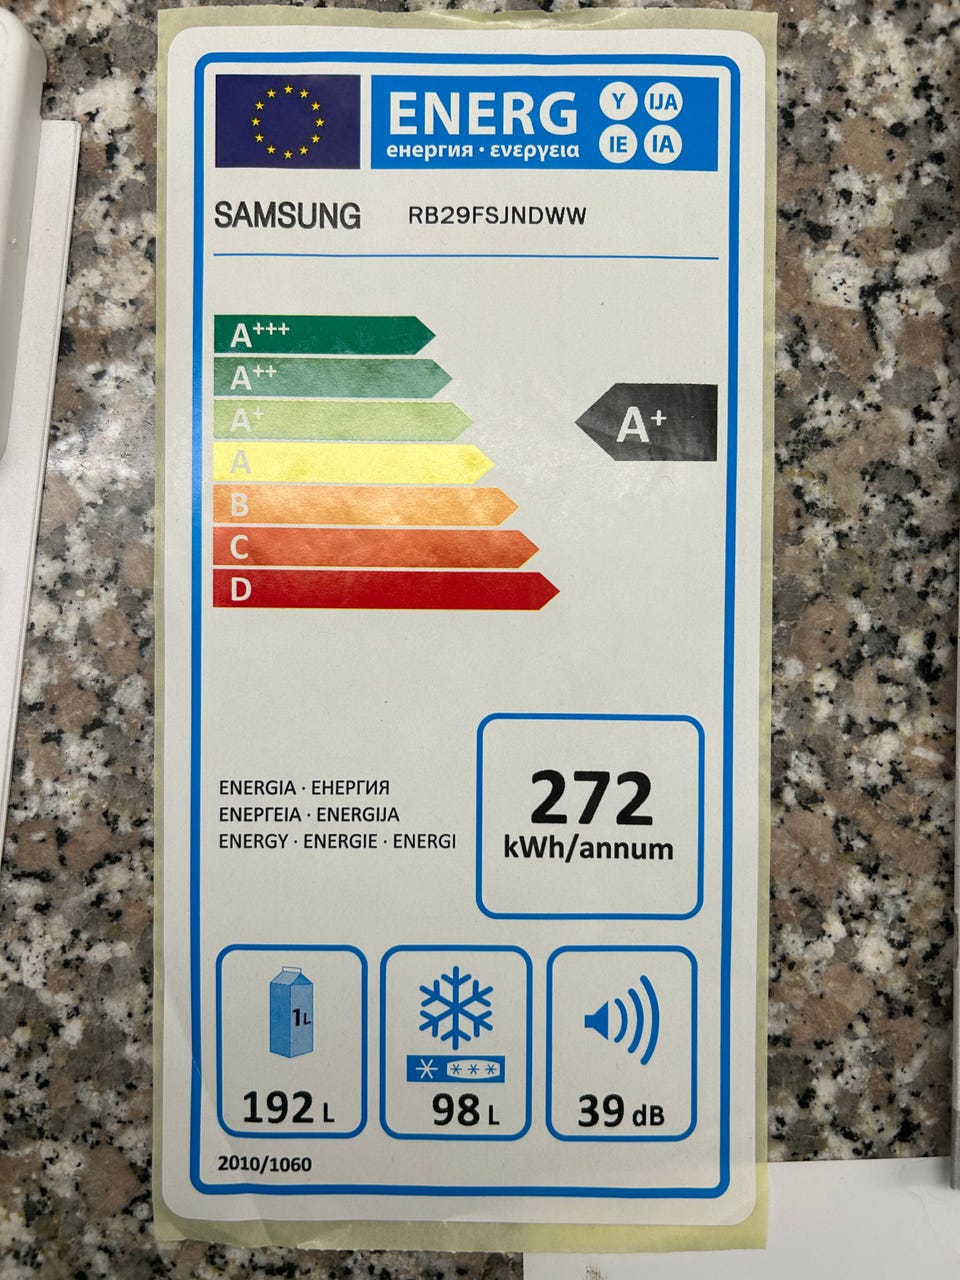 ENERG Y IJA
енергия · ενεργεια IE IA
SAMSUNG RB29FSJNDWW
A+++
A++
A+
A+
A
B
C
D
272
kWh/annum
ENERGIA · ЕНЕРГИЯ
ΕΝΕΡΓΕΙΑ · ENERGIJA
ENERGY · ENERGIE · ENERGI
1L
192 L
98 L
39 dB
2010/1060